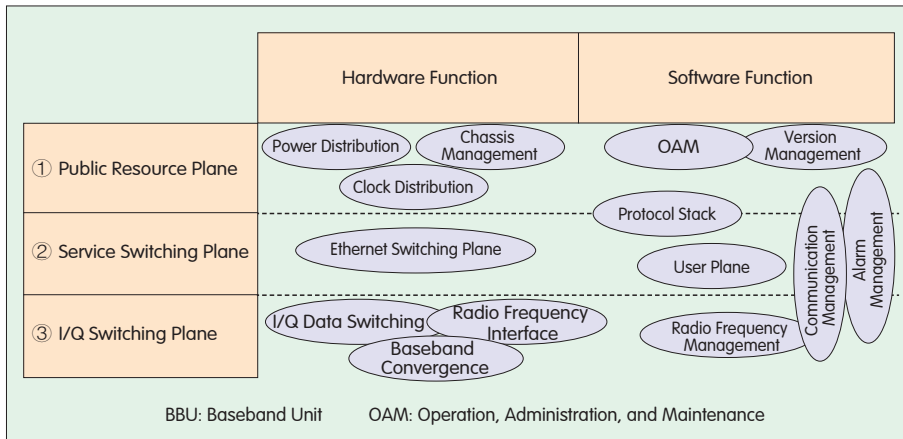 Hardware Function
Software Function
① Public Resource Plane
Power Distribution
Chassis
Management
Clock Distribution
OAM
Version
Management
Protocol Stack
② Service Switching Plane
Ethernet Switching Plane
User Plane
Communication
Management
Alarm
Management
③ I/Q Switching Plane
I/Q Data Switching
Radio Frequency
Interface
Baseband
Convergence
Radio Frequency
Management
BBU: Baseband Unit
OAM: Operation, Administration, and Maintenance